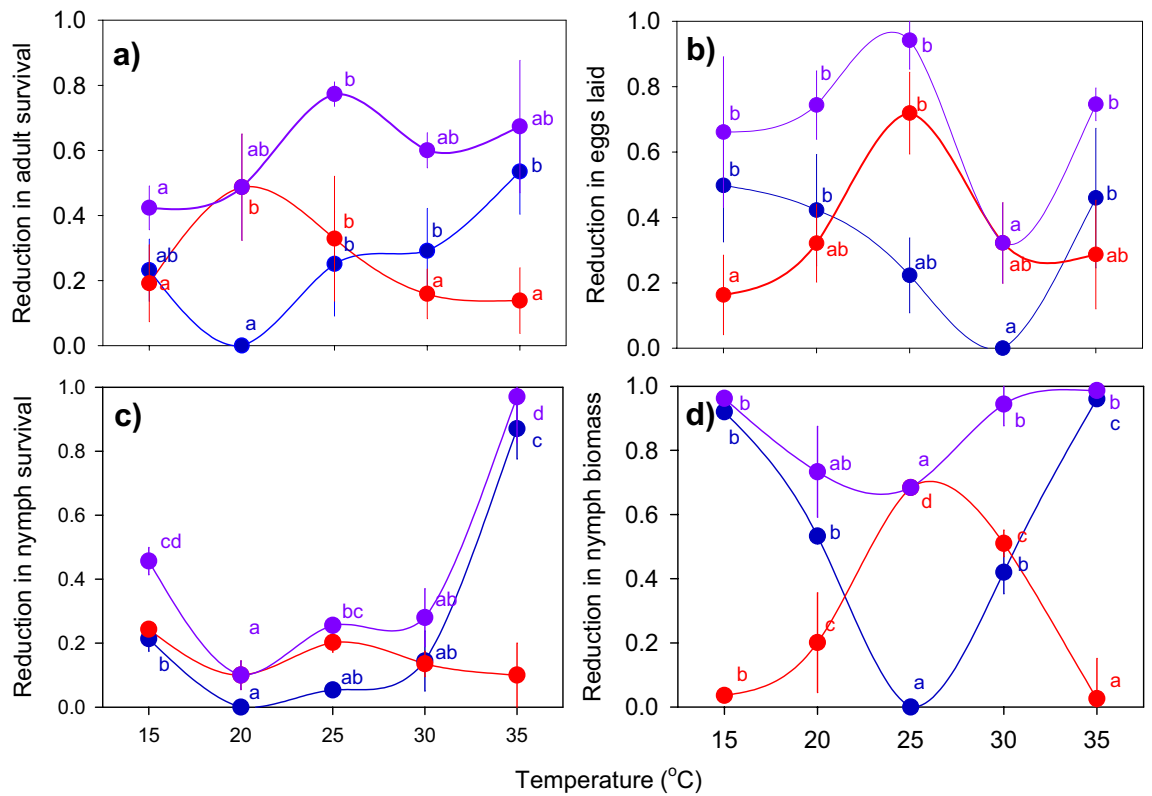 a)
Reduction in adult survival
1.0
0.8
0.6
0.4
0.2
0.0
a
ab
b
ab
ab
ab
a
b
b
a
a
a
b
b
b
b)
Reduction in eggs laid
1.0
0.8
0.6
0.4
0.2
0.0
b
b
b
a
b
b
b
ab
a
b
a
ab
b
ab
ab
c)
Reduction in nymph survival
1.0
0.8
0.6
0.4
0.2
0.0
cd
a
bc
ab
d
b
a
ab
ab
c
15 20 25 30 35
d)
Reduction in nymph biomass
1.0
0.8
0.6
0.4
0.2
0.0
b
ab
a
b
b
b
b
a
b
c
b
c
d
c
a
15 20 25 30 35
Temperature (°C)